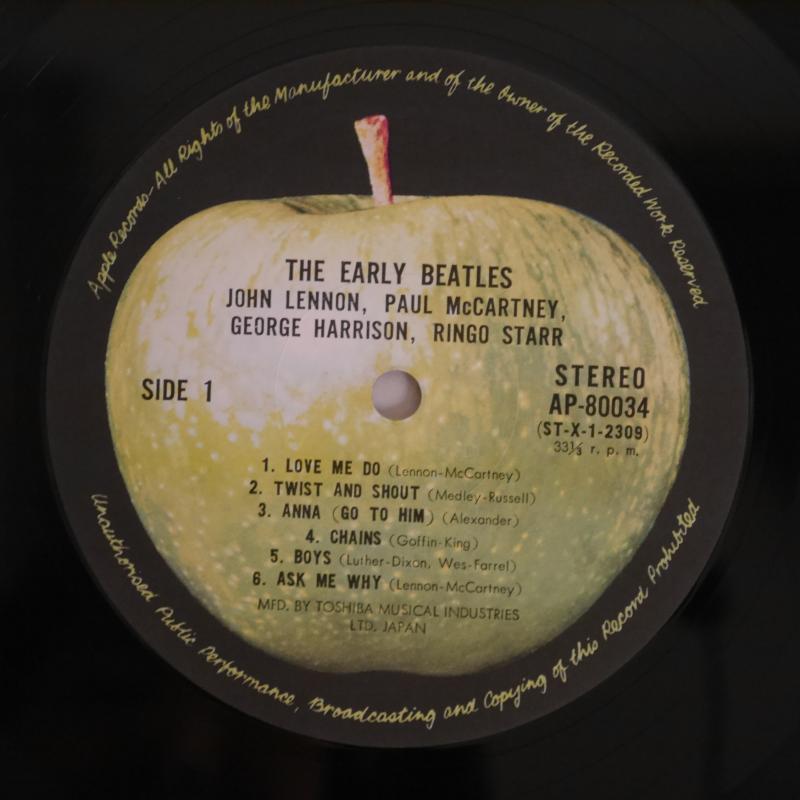 Apple Records-All Rights of the Manufacturer and of the Owner of the Recorded Work Reserved
THE EARLY BEATLES
JOHN LENNON, PAUL McCARTNEY,
GEORGE HARRISON, RINGO STARR
SIDE 1
STEREO
AP-80034
(ST-X-1-2309)
33⅓ r. p. m.
1. LOVE ME DO (Lennon-McCartney)
2. TWIST AND SHOUT (Medley-Russell)
3. ANNA (GO TO HIM) (Alexander)
4. CHAINS (Goffin-King)
5. BOYS (Luther-Dixon, Wes-Farrel)
6. ASK ME WHY (Lennon-McCartney)
MFD. BY TOSHIBA MUSICAL INDUSTRIES
LTD. JAPAN
Unauthorised Public Performance, Broadcasting and Copying of this Record Prohibited